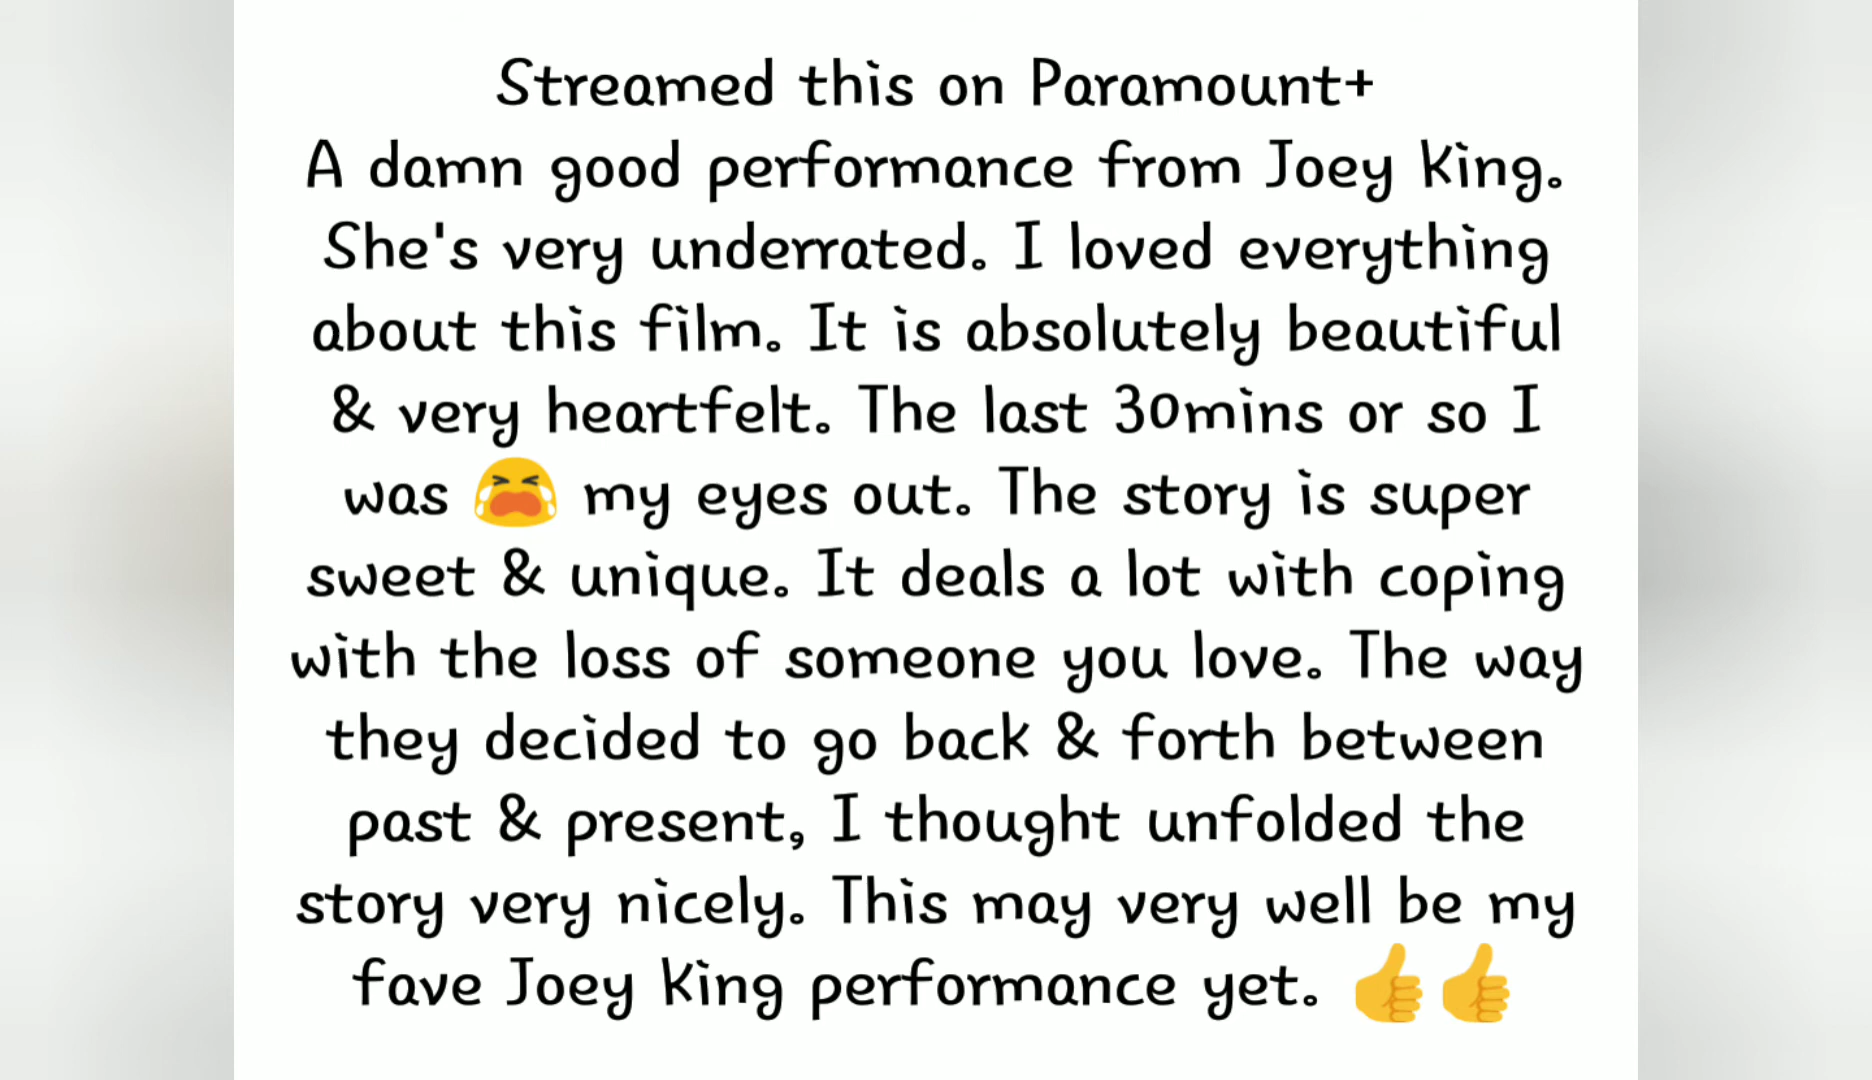 Streamed this on Paramount+
A damn good performance from Joey King.
She's very underrated. I loved everything
about this film. It is absolutely beautiful
& very heartfelt. The last 30mins or so I
was 😭 my eyes out. The story is super
sweet & unique. It deals a lot with coping
with the loss of someone you love. The way
they decided to go back & forth between
past & present, I thought unfolded the
story very nicely. This may very well be my
fave Joey King performance yet. 👍👍